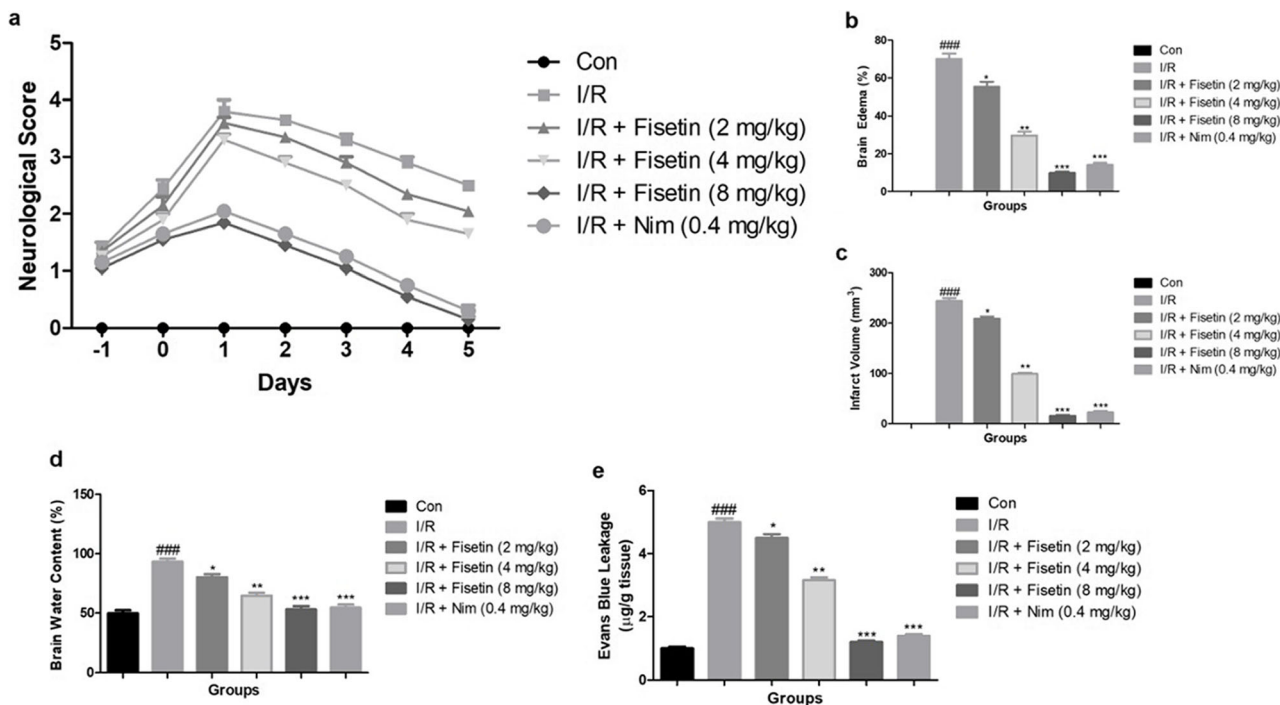 a
Neurological Score
5
4
3
2
1
0
-1 0 1 2 3 4 5
Days
Con
I/R
I/R + Fisetin (2 mg/kg)
I/R + Fisetin (4 mg/kg)
I/R + Fisetin (8 mg/kg)
I/R + Nim (0.4 mg/kg)
b
Brain Edema (%)
80
60
40
20
0
###
*
**
***
***
Groups
Con
I/R
I/R + Fisetin (2 mg/kg)
I/R + Fisetin (4 mg/kg)
I/R + Fisetin (8 mg/kg)
I/R + Nim (0.4 mg/kg)
c
Infarct Volume (mm³)
300
200
100
0
###
*
**
***
***
Groups
Con
I/R
I/R + Fisetin (2 mg/kg)
I/R + Fisetin (4 mg/kg)
I/R + Fisetin (8 mg/kg)
I/R + Nim (0.4 mg/kg)
d
Brain Water Content (%)
150
100
50
0
###
*
**
***
***
Groups
Con
I/R
I/R + Fisetin (2 mg/kg)
I/R + Fisetin (4 mg/kg)
I/R + Fisetin (8 mg/kg)
I/R + Nim (0.4 mg/kg)
e
Evans Blue Leakage
(µg/g tissue)
6
4
2
0
###
*
**
***
***
Groups
Con
I/R
I/R + Fisetin (2 mg/kg)
I/R + Fisetin (4 mg/kg)
I/R + Fisetin (8 mg/kg)
I/R + Nim (0.4 mg/kg)